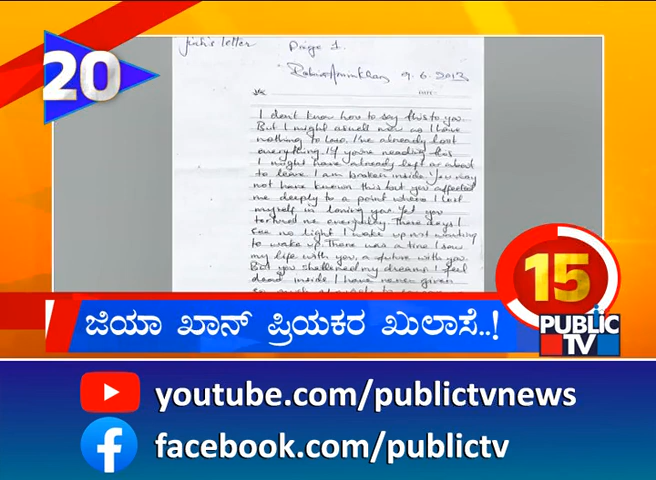 20
Jiah's letter Page 1.
Rabia Amin Khan 9.6.2013
I don't know how to say this to you.
But I might aswell now as I have
nothing to lose. I've already lost
everything. If you're reading this
I might have already left or about
to leave. I am broken inside. You may
not have known this but you affected
me deeply to a point where I lost
myself in loving you. Yet you
tortured me everyday. These days I
see no light I wake up not wanting
to wake up. There was a time I saw
my life with you, a future with you.
But you shattered my dreams. I feel
dead inside. I have never given
15
PUBLIC
TV
ಜಿಯಾ ಖಾನ್ ಪ್ರಿಯಕರ ಖುಲಾಸೆ..!
youtube.com/publictvnews
facebook.com/publictv